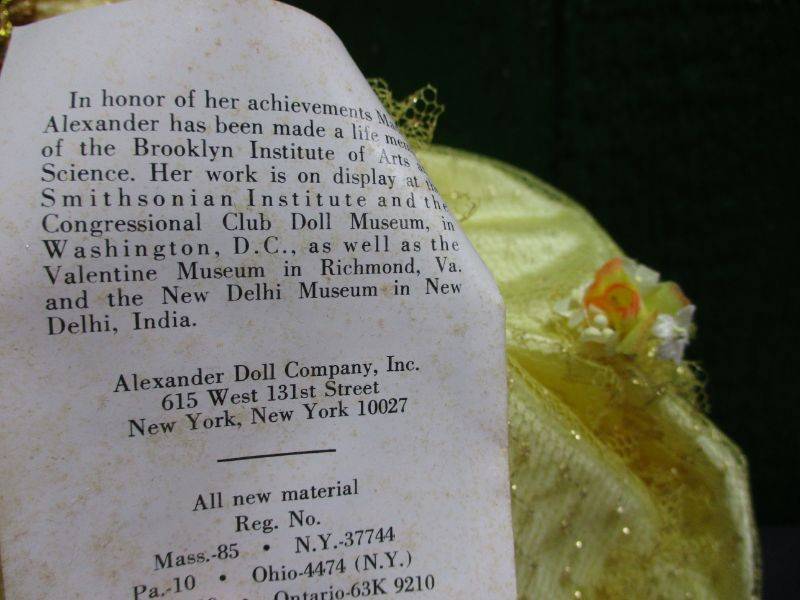 In honor of her achievements
Alexander has been made a life
of the Brooklyn Institute of Arts
Science. Her work is on display at
Smithsonian Institute and the
Congressional Club Doll Museum, in
Washington, D.C., as well as the
Valentine Museum in Richmond, Va.
and the New Delhi Museum in New
Delhi, India.
Alexander Doll Company, Inc.
615 West 131st Street
New York, New York 10027
All new material
Reg. No.
Mass.-85 • N.Y.-37744
Pa.-10 • Ohio-4474 (N.Y.)
• Ontario-63K 9210